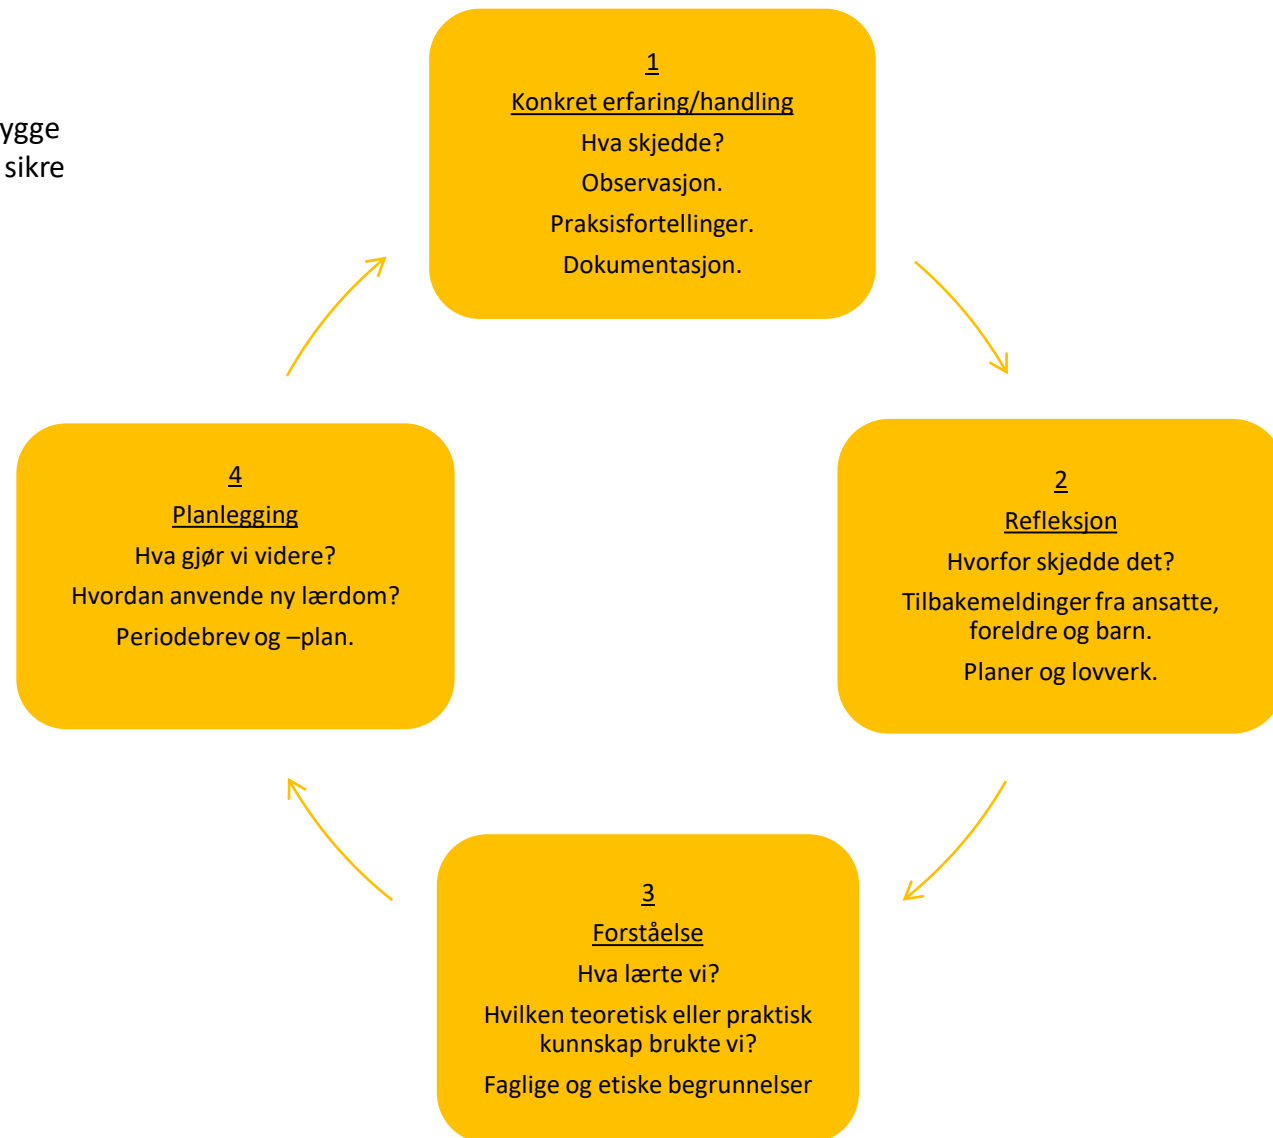 ygge
sikre
1
Konkret erfaring/handling
Hva skjedde?
Observasjon.
Praksisfortellinger.
Dokumentasjon.
2
Refleksjon
Hvorfor skjedde det?
Tilbakemeldinger fra ansatte,
foreldre og barn.
Planer og lovverk.
3
Forståelse
Hva lærte vi?
Hvilken teoretisk eller praktisk
kunnskap brukte vi?
Faglige og etiske begrunnelser
4
Planlegging
Hva gjør vi videre?
Hvordan anvende ny lærdom?
Periodebrev og –plan.